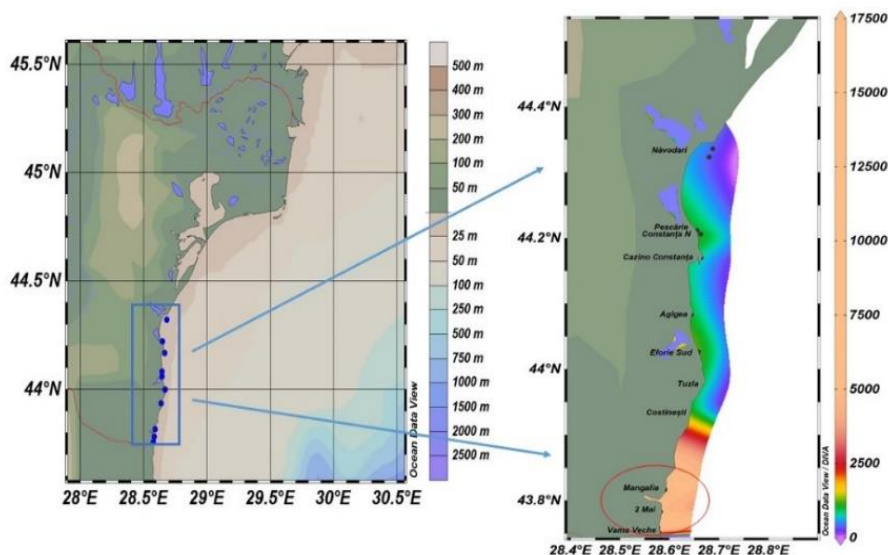 45.5°N
45°N
44.5°N
44°N
28°E
28.5°E
29°E
29.5°E
30°E
30.5°E
500 m
400 m
300 m
200 m
100 m
50 m
25 m
50 m
100 m
250 m
500 m
750 m
1000 m
1500 m
2000 m
2500 m
Ocean Data View
44.4°N
44.2°N
44°N
43.8°N
28.4°E
28.5°E
28.6°E
28.7°E
28.8°E
Năvodari
Pescărie
Constanța N
Cazino Constanța
Agigea
Eforie Sud
Tuzla
Costinești
Mangalia
2 Mai
Vama Veche
17500
15000
12500
10000
7500
5000
2500
0
Ocean Data View / DIVA